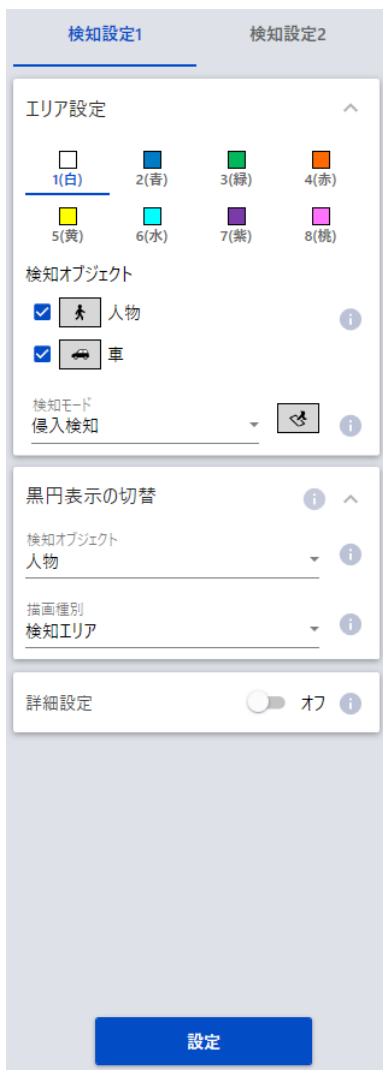 検知設定1 検知設定2
エリア設定
1(白) 2(青) 3(緑) 4(赤)
5(黄) 6(水) 7(紫) 8(桃)
検知オブジェクト
人物
車
検知モード
侵入検知
黒円表示の切替
検知オブジェクト
人物
描画種別
検知エリア
詳細設定 オフ
設定